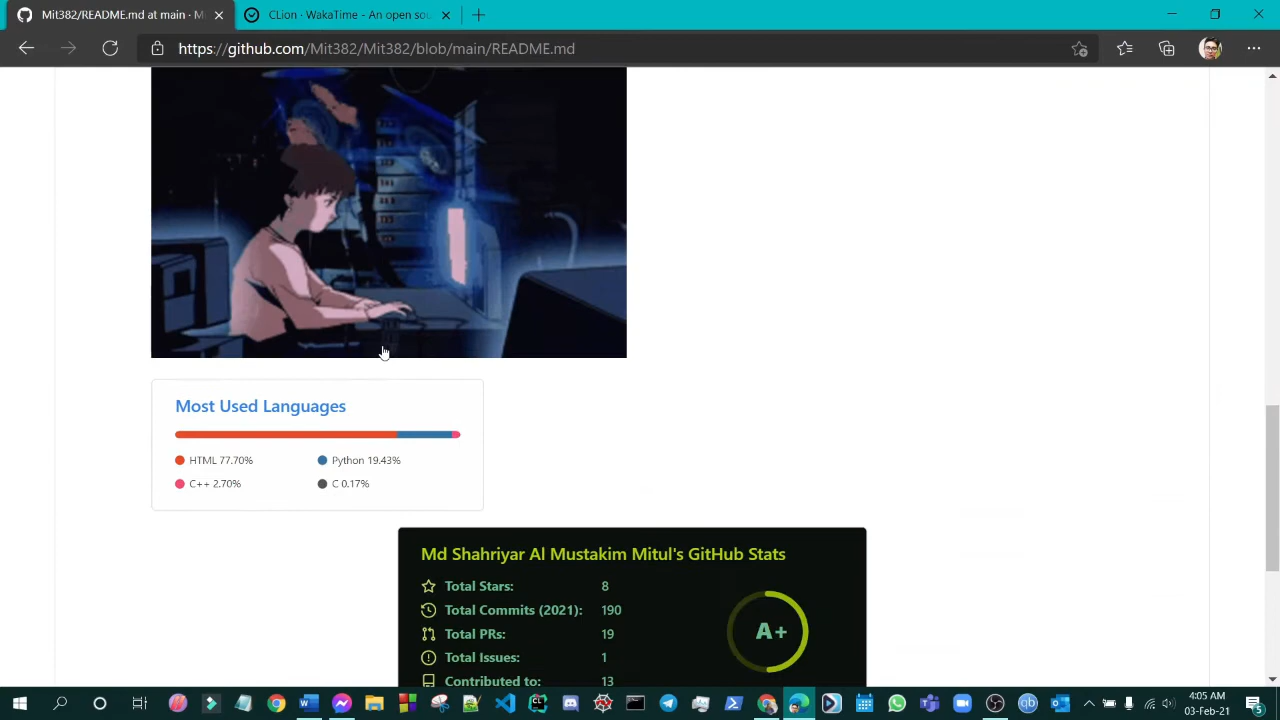 Mit382/README.md at main · M
CLion · WakaTime - An open sou
https://github.com/Mit382/Mit382/blob/main/README.md
Most Used Languages
HTML 77.70%
Python 19.43%
C++ 2.70%
C 0.17%
Md Shahriyar Al Mustakim Mitul's GitHub Stats
Total Stars: 8
Total Commits (2021): 190
Total PRs: 19
Total Issues: 1
Contributed to: 13
A+
4:05 AM
03-Feb-21
5